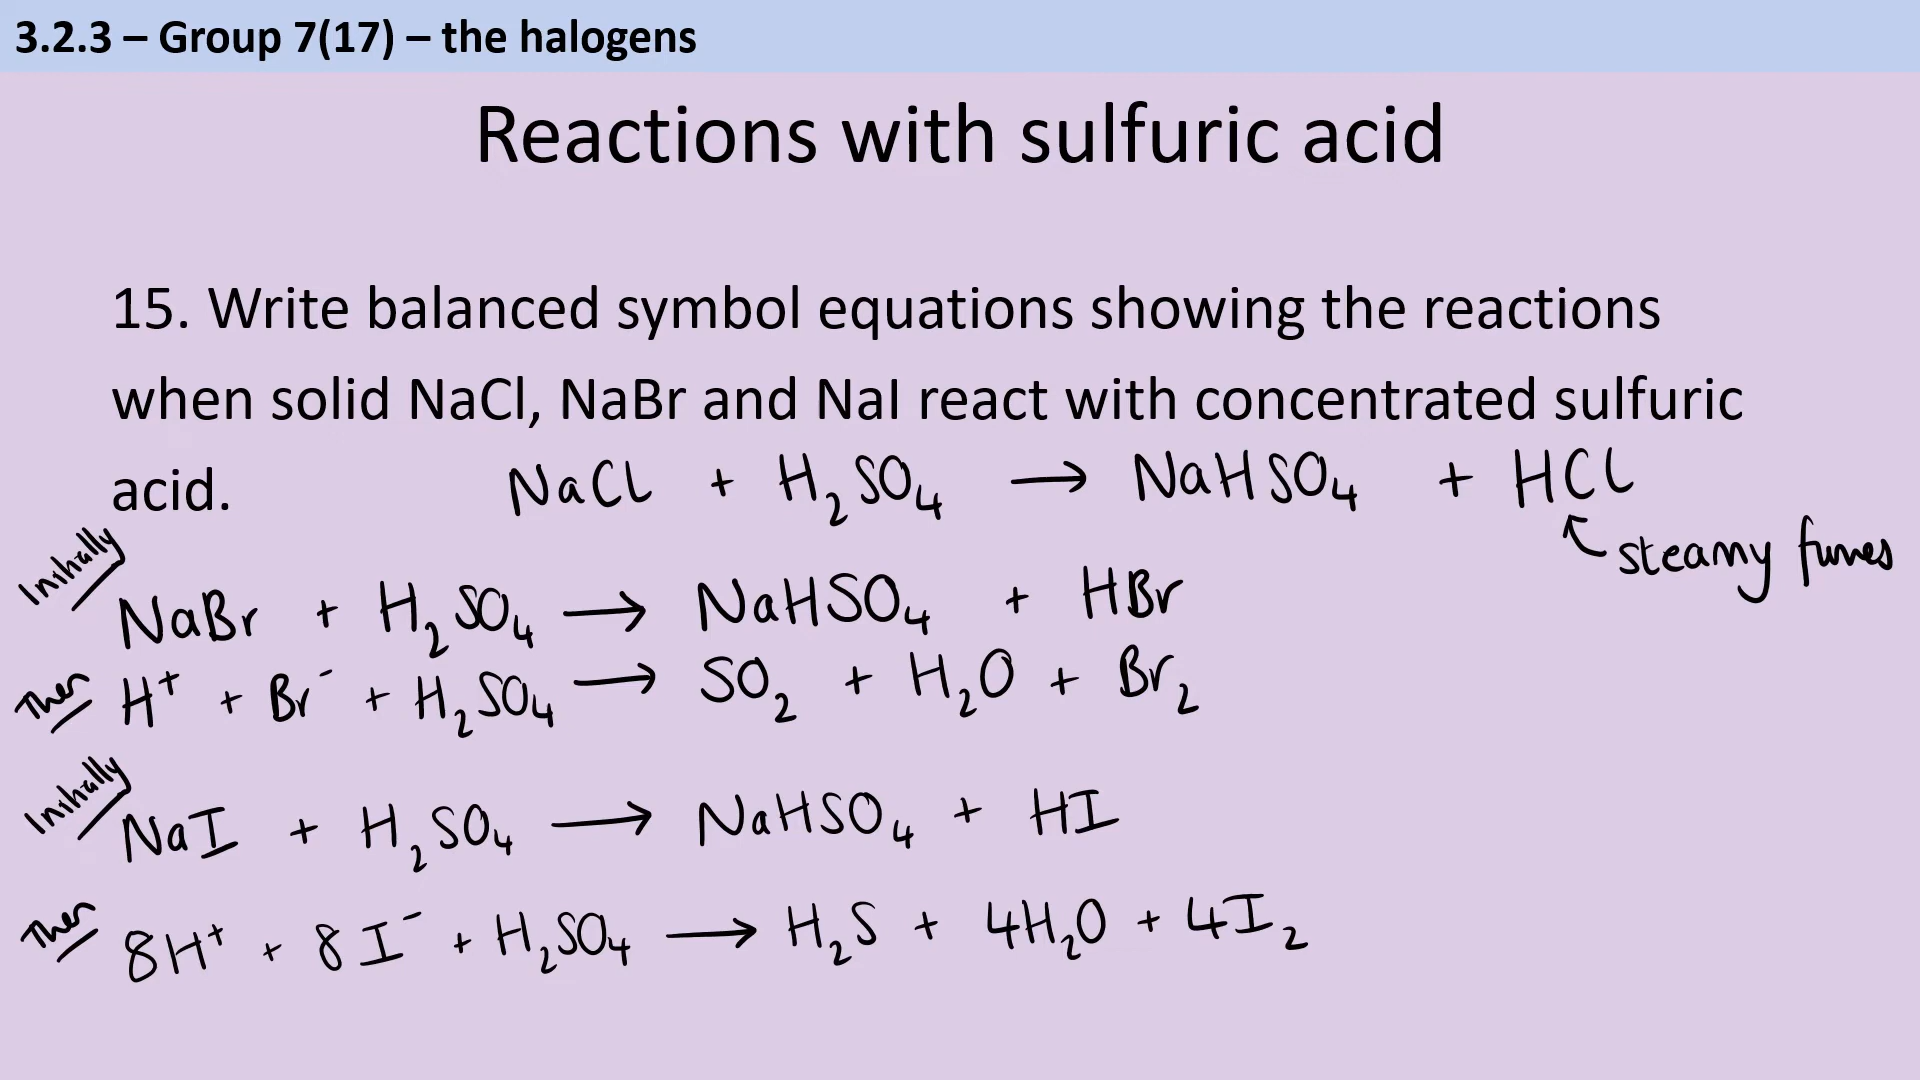 3.2.3 – Group 7(17) – the halogens
Reactions with sulfuric acid
15. Write balanced symbol equations showing the reactions
when solid NaCl, NaBr and NaI react with concentrated sulfuric
acid.
NaCl + H₂SO₄ → NaHSO₄ + HCl
steamy fumes
Initially
NaBr + H₂SO₄ → NaHSO₄ + HBr
Then H⁺ + Br⁻ + H₂SO₄ → SO₂ + H₂O + Br₂
Initially
NaI + H₂SO₄ → NaHSO₄ + HI
Then 8H⁺ + 8I⁻ + H₂SO₄ → H₂S + 4H₂O + 4I₂